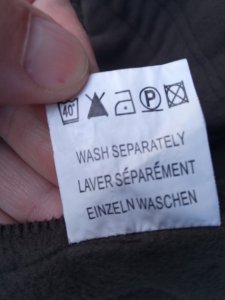 40° P
WASH SEPARATELY
LAVER SÉPARÉMENT
EINZELN WASCHEN